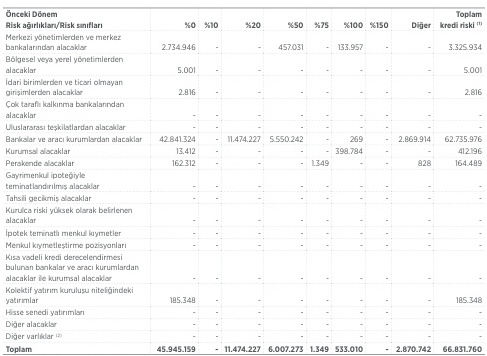 Önceki Dönem Toplam
Risk ağırlıkları/Risk sınıfları %0 %10 %20 %50 %75 %100 %150 Diğer kredi riski (1)
Merkezi yönetimlerden ve merkez
bankalarından alacaklar 2.734.946 - - 457.031 - 133.957 - - 3.325.934
Bölgesel veya yerel yönetimlerden
alacaklar 5.001 - - - - - - - 5.001
İdari birimlerden ve ticari olmayan
girişimlerden alacaklar 2.816 - - - - - - - 2.816
Çok taraflı kalkınma bankalarından
alacaklar - - - - - - - - -
Uluslararası teşkilatlardan alacaklar - - - - - - - - -
Bankalar ve aracı kurumlardan alacaklar 42.841.324 - 11.474.227 5.550.242 - 269 - 2.869.914 62.735.976
Kurumsal alacaklar 13.412 - - - - 398.784 - - 412.196
Perakende alacaklar 162.312 - - - 1.349 - - 828 164.489
Gayrimenkul ipoteğiyle
teminatlandırılmış alacaklar - - - - - - - - -
Tahsili gecikmiş alacaklar - - - - - - - - -
Kurulca riski yüksek olarak belirlenen
alacaklar - - - - - - - - -
İpotek teminatlı menkul kıymetler - - - - - - - - -
Menkul kıymetleştirme pozisyonları - - - - - - - - -
Kısa vadeli kredi derecelendirmesi
bulunan bankalar ve aracı kurumlardan
alacaklar ile kurumsal alacaklar - - - - - - - - -
Kolektif yatırım kuruluşu niteliğindeki
yatırımlar 185.348 - - - - - - - 185.348
Hisse senedi yatırımları - - - - - - - - -
Diğer alacaklar - - - - - - - - -
Diğer varlıklar (2) - - - - - - - - -
Toplam 45.945.159 - 11.474.227 6.007.273 1.349 533.010 - 2.870.742 66.831.760